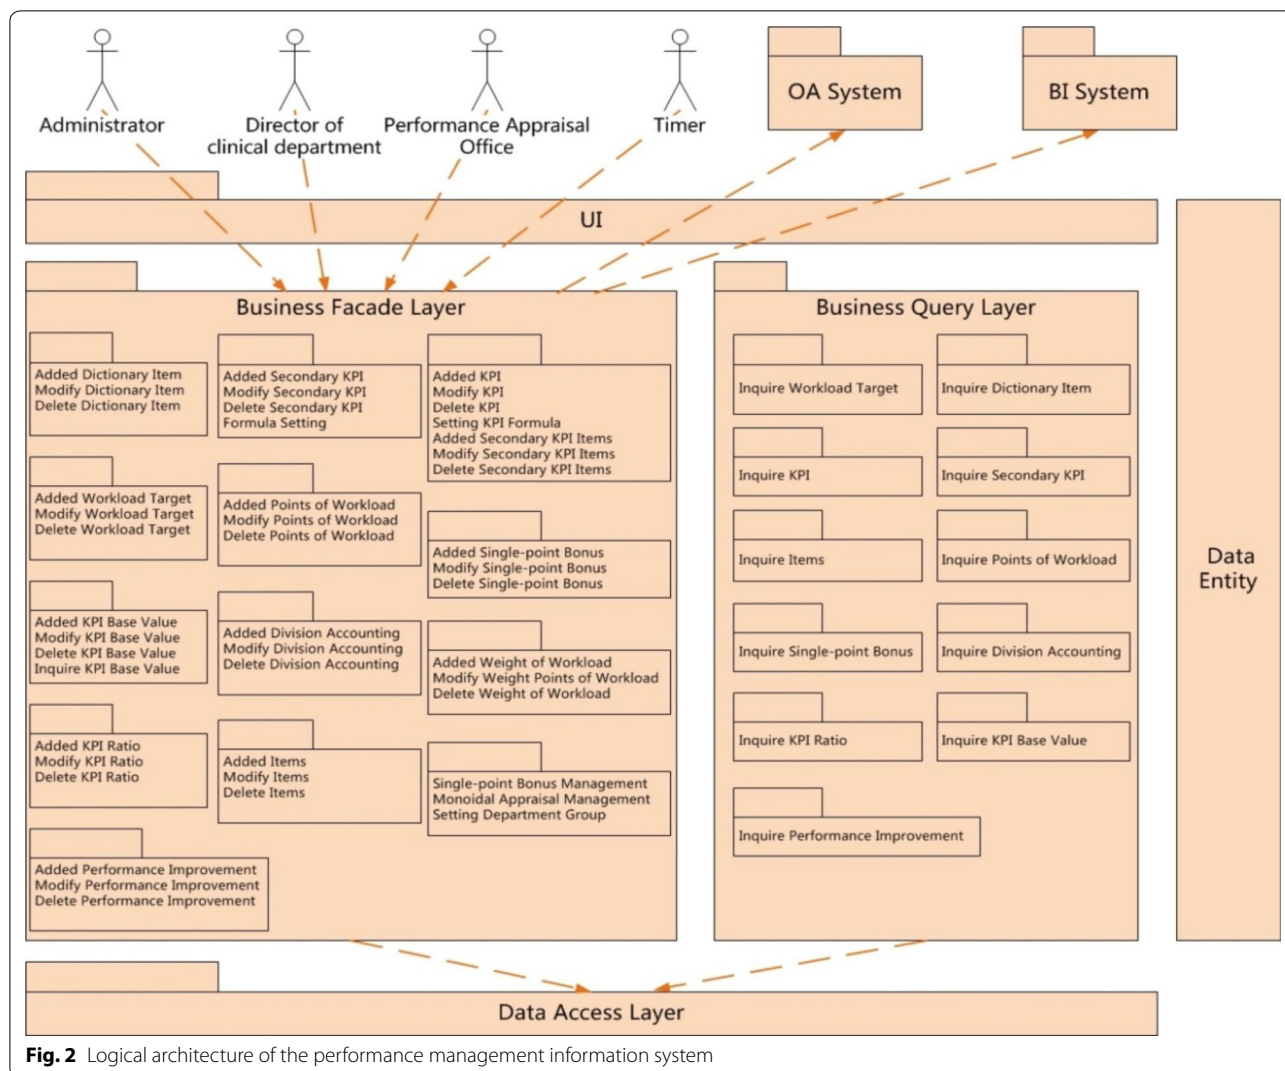 Administrator
Director of
clinical department
Performance Appraisal
Office
Timer
OA System
BI System
UI
Business Facade Layer
Added Dictionary Item
Modify Dictionary Item
Delete Dictionary Item
Added Secondary KPI
Modify Secondary KPI
Delete Secondary KPI
Formula Setting
Added KPI
Modify KPI
Delete KPI
Setting KPI Formula
Added Secondary KPI Items
Modify Secondary KPI Items
Delete Secondary KPI Items
Added Workload Target
Modify Workload Target
Delete Workload Target
Added Points of Workload
Modify Points of Workload
Delete Points of Workload
Added Single-point Bonus
Modify Single-point Bonus
Delete Single-point Bonus
Added KPI Base Value
Modify KPI Base Value
Delete KPI Base Value
Inquire KPI Base Value
Added Division Accounting
Modify Division Accounting
Delete Division Accounting
Added Weight of Workload
Modify Weight Points of Workload
Delete Weight of Workload
Added KPI Ratio
Modify KPI Ratio
Delete KPI Ratio
Added Items
Modify Items
Delete Items
Single-point Bonus Management
Monoidal Appraisal Management
Setting Department Group
Added Performance Improvement
Modify Performance Improvement
Delete Performance Improvement
Business Query Layer
Inquire Workload Target
Inquire Dictionary Item
Inquire KPI
Inquire Secondary KPI
Inquire Items
Inquire Points of Workload
Inquire Single-point Bonus
Inquire Division Accounting
Inquire KPI Ratio
Inquire KPI Base Value
Inquire Performance Improvement
Data
Entity
Data Access Layer
Fig. 2 Logical architecture of the performance management information system